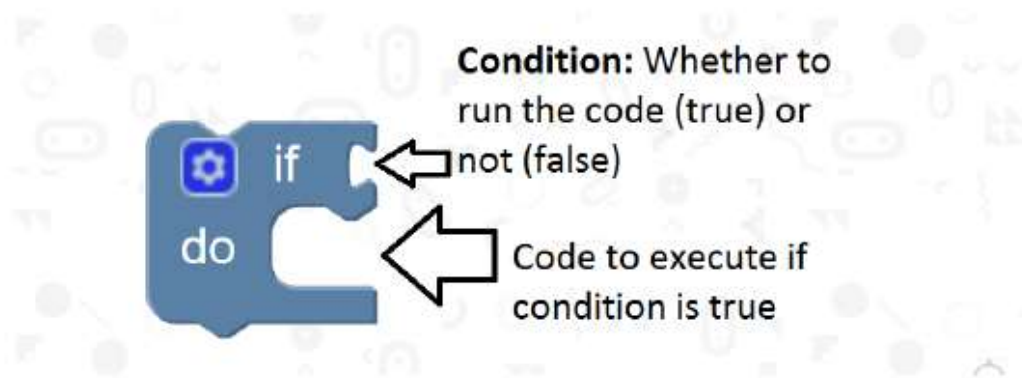 Condition: Whether to
run the code (true) or
not (false)
if
do
Code to execute if
condition is true